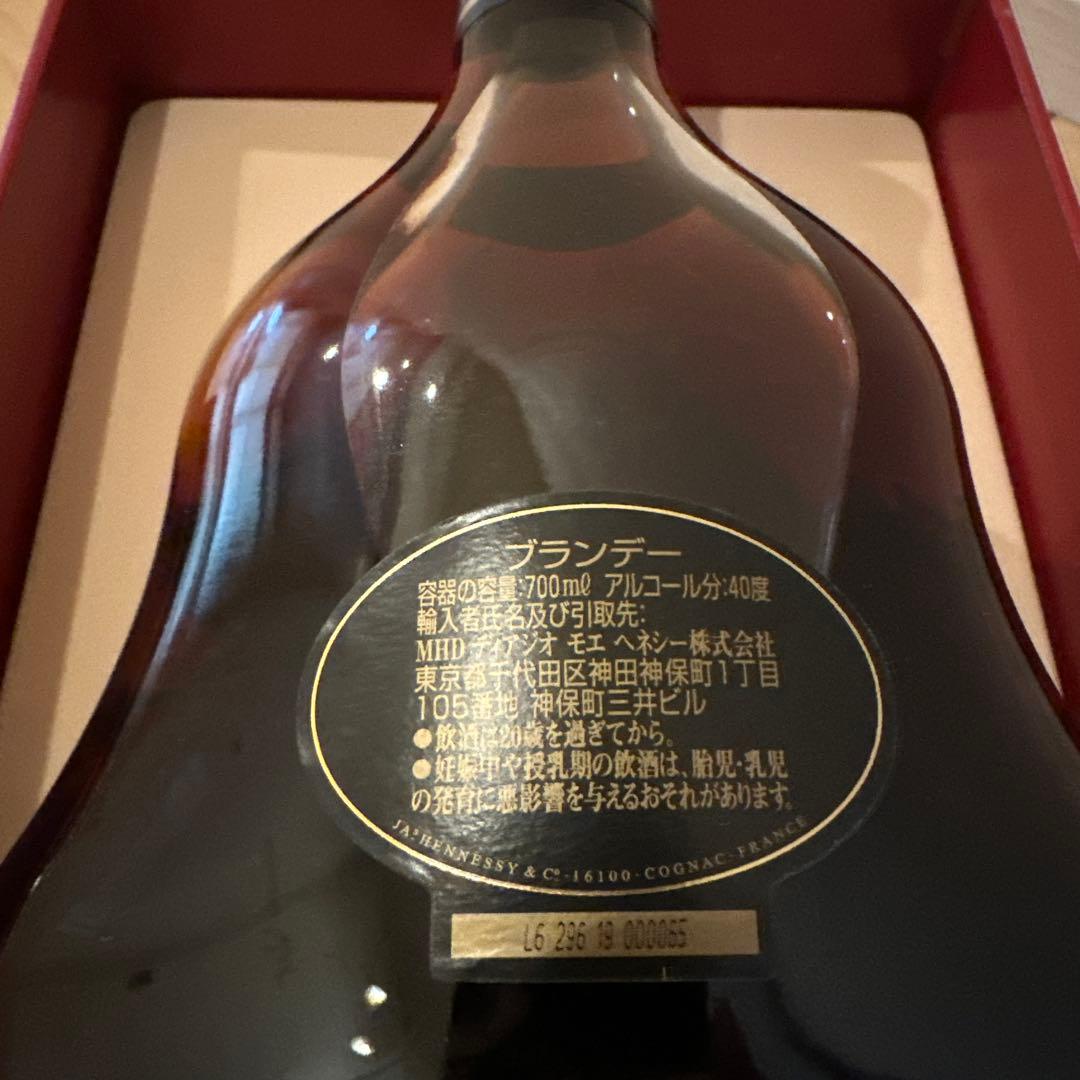 ブランデー
容器の容量:700mℓ アルコール分:40度
輸入者氏名及び引取先:
MHD ディアジオ モエ ヘネシー株式会社
東京都千代田区神田神保町1丁目
105番地 神保町三井ビル
●飲酒は20歳を過ぎてから。
●妊娠中や授乳期の飲酒は、胎児・乳児
の発育に悪影響を与えるおそれがあります。
JAS HENNESSY & Cº · 16100 · COGNAC · FRANCE
L6 296 19 000065